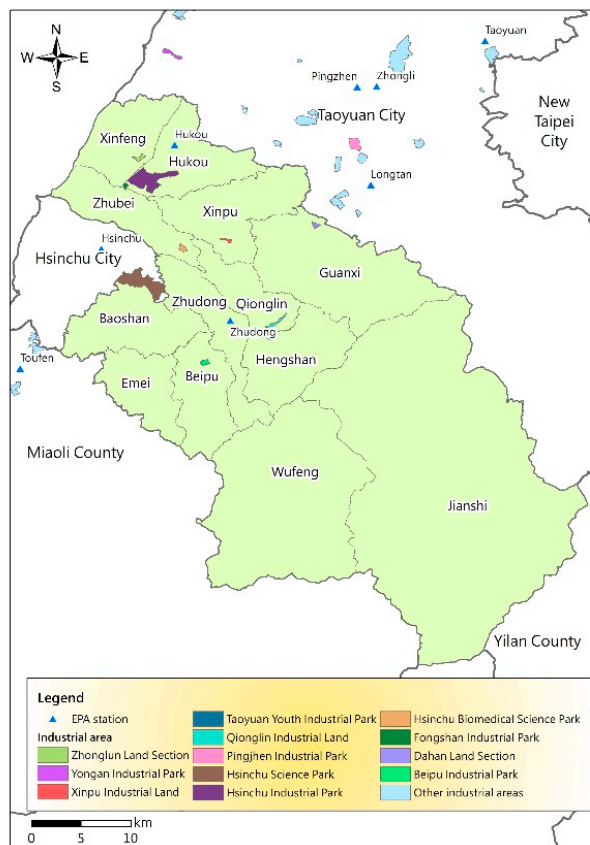 N
W E
S
Taoyuan
Pingzhen
Zhongli
Taoyuan City
New
Taipei
City
Xinfeng
Hukou
Hukou
Longtan
Zhubei
Xinpu
Hsinchu
Hsinchu City
Guanxi
Zhudong
Qionglin
Baoshan
Zhudong
Toufen
Hengshan
Emei
Beipu
Miaoli County
Wufeng
Jianshi
Yilan County
Legend
EPA station
Industrial area
Zhonglun Land Section
Yongan Industrial Park
Xinpu Industrial Land
Taoyuan Youth Industrial Park
Qionglin Industrial Land
Pingjhen Industrial Park
Hsinchu Science Park
Hsinchu Industrial Park
Hsinchu Biomedical Science Park
Fongshan Industrial Park
Dahan Land Section
Beipu Industrial Park
Other industrial areas
km
0 5 10